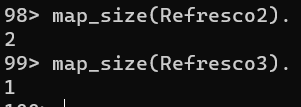 98> map_size(Refresco2).
2
99> map_size(Refresco3).
1